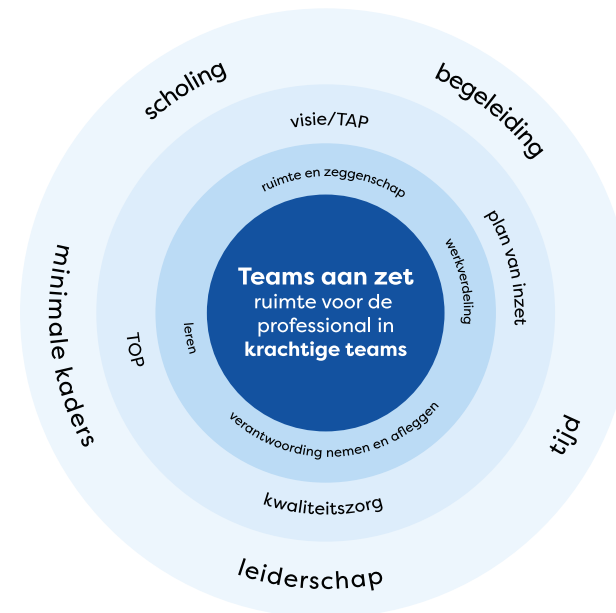 scholing
begeleiding
visie/TAP
ruimte en zeggenschap
plan van inzet
werkverdeling
minimale kaders
Teams aan zet
ruimte voor de
professional in
krachtige teams
leren
TOP
verantwoording nemen en afleggen
tijd
kwaliteitszorg
leiderschap